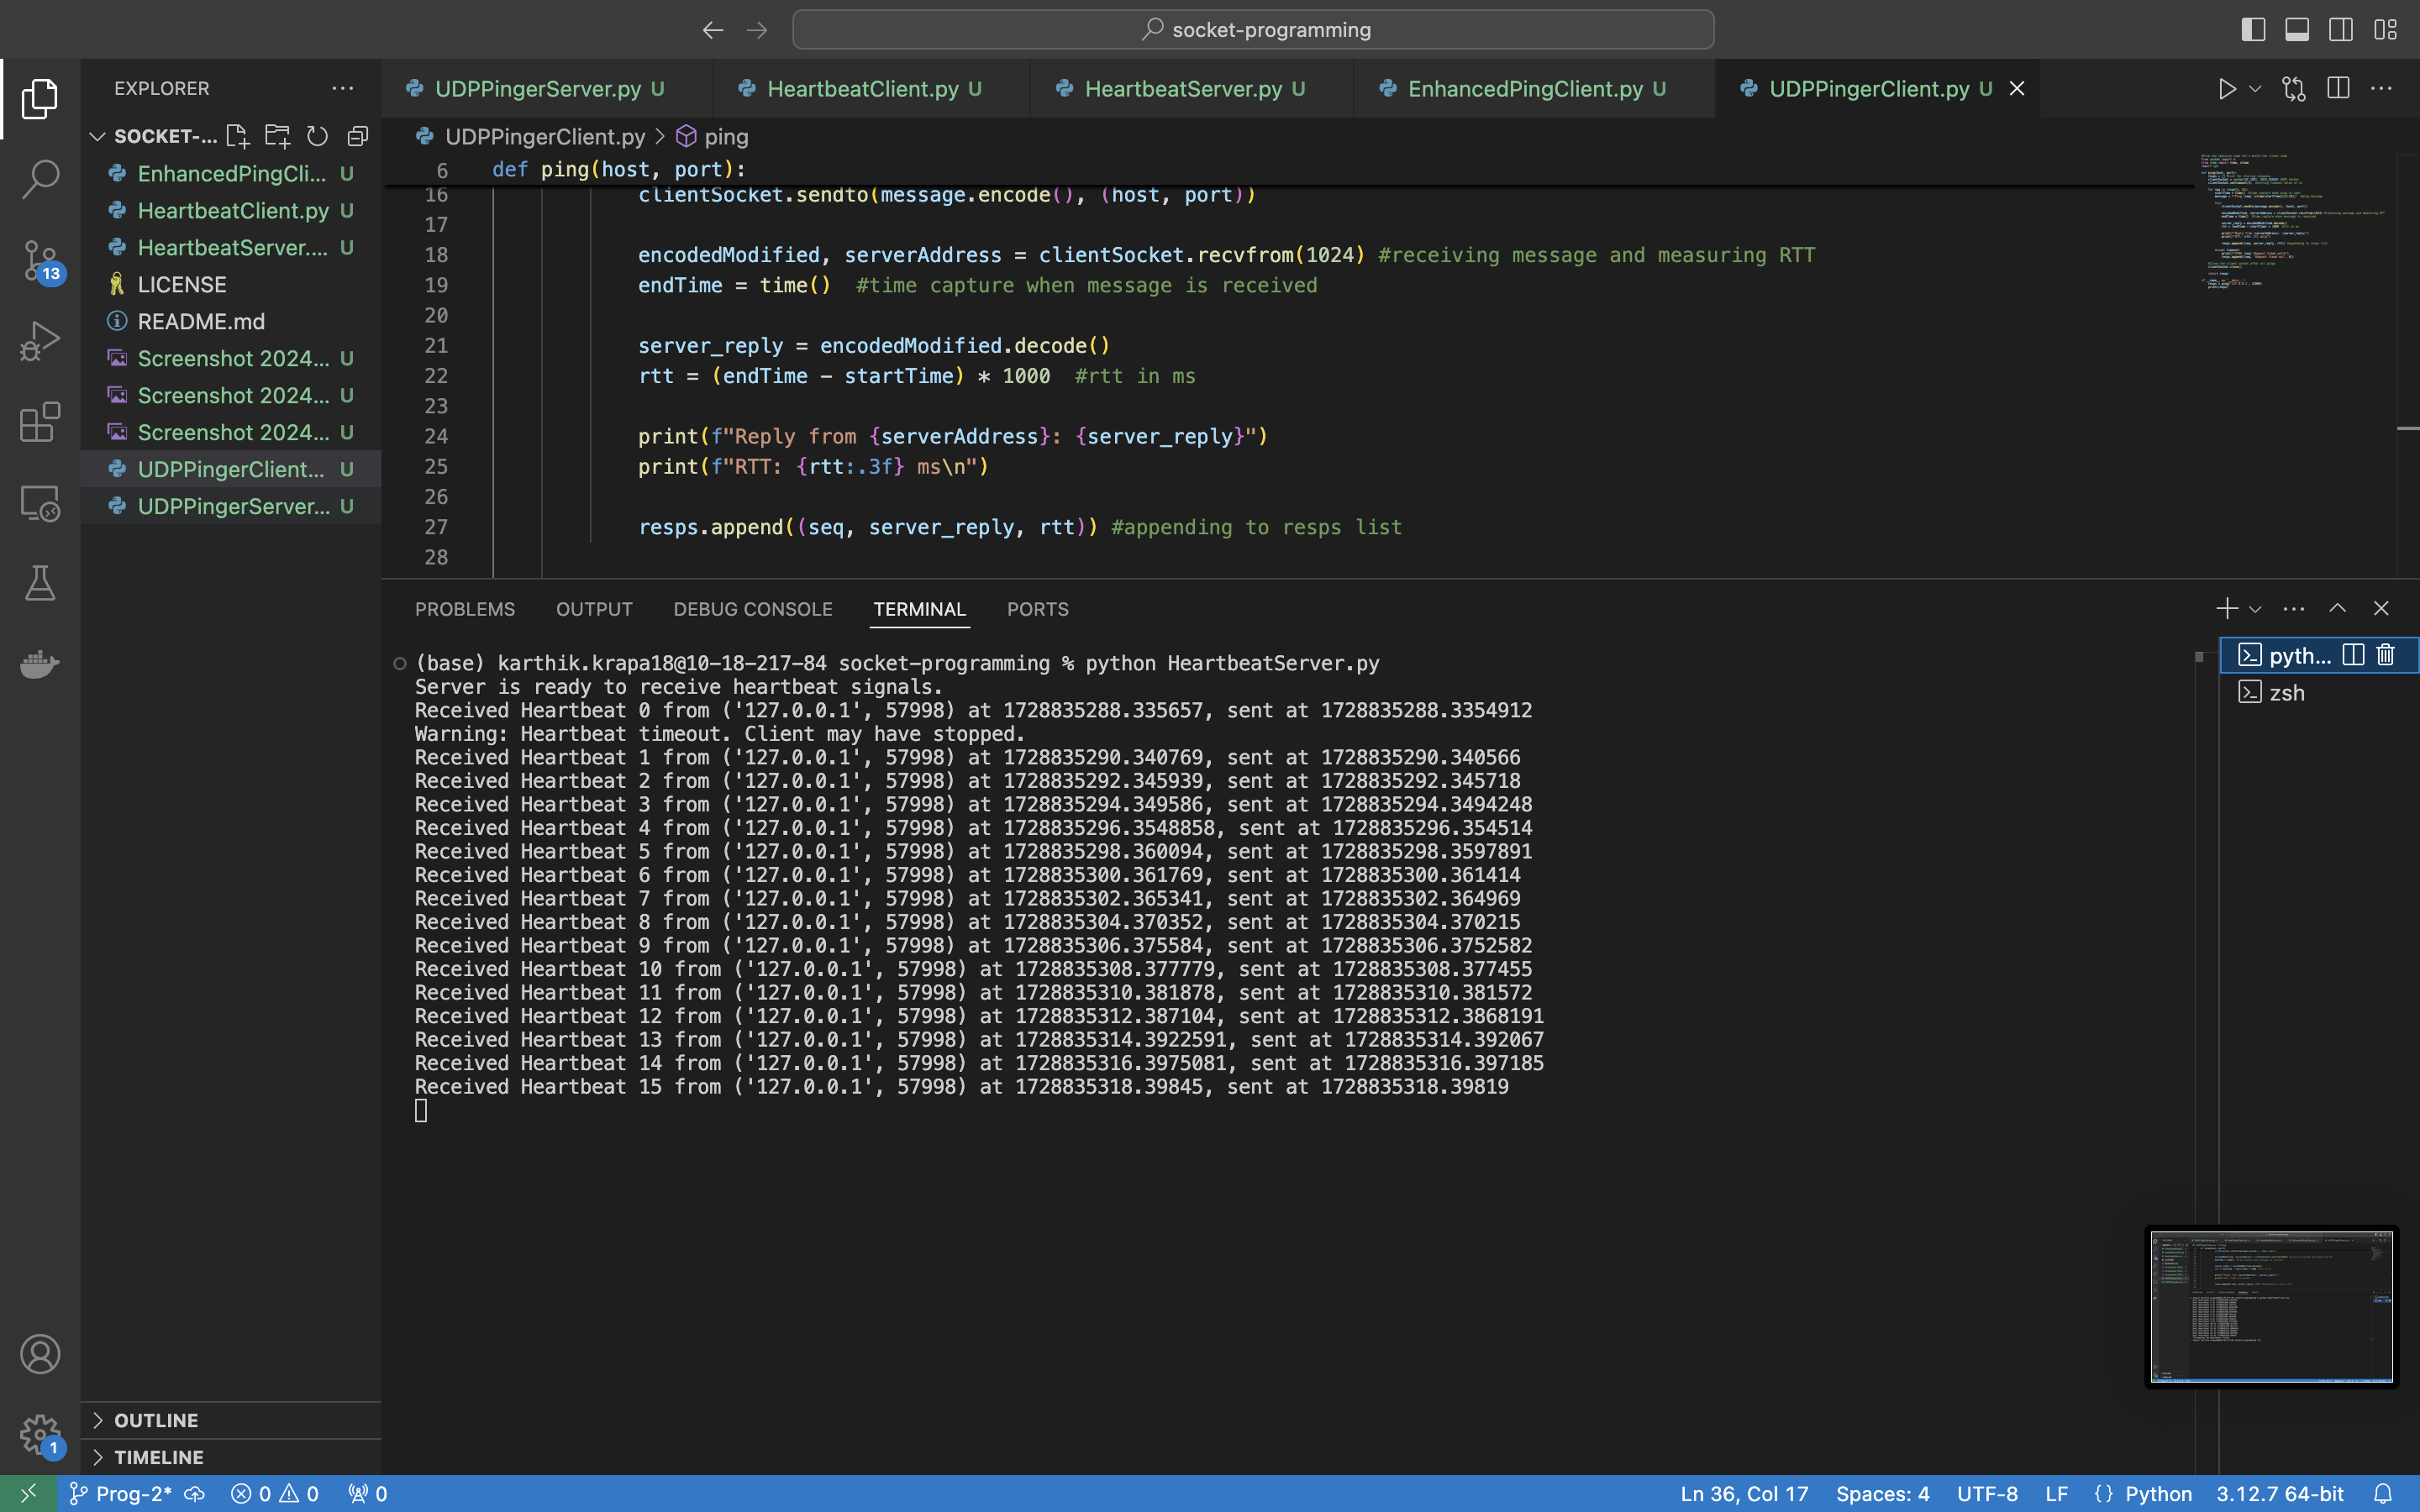 socket-programming
EXPLORER
UDPPingerServer.py U
HeartbeatClient.py U
HeartbeatServer.py U
EnhancedPingClient.py U
UDPPingerClient.py U
SOCKET-...
EnhancedPingCli... U
HeartbeatClient.py U
HeartbeatServer.... U
LICENSE
README.md
Screenshot 2024... U
Screenshot 2024... U
Screenshot 2024... U
UDPPingerClient... U
UDPPingerServer... U
13
UDPPingerClient.py > ping
6 def ping(host, port):
16 clientSocket.sendto(message.encode(), (host, port))
17
18 encodedModified, serverAddress = clientSocket.recvfrom(1024) #receiving message and measuring RTT
19 endTime = time() #time capture when message is received
20
21 server_reply = encodedModified.decode()
22 rtt = (endTime - startTime) * 1000 #rtt in ms
23
24 print(f"Reply from {serverAddress}: {server_reply}")
25 print(f"RTT: {rtt:.3f} ms\n")
26
27 resps.append((seq, server_reply, rtt)) #appending to resps list
28
PROBLEMS OUTPUT DEBUG CONSOLE TERMINAL PORTS
(base) karthik.krapa18@10-18-217-84 socket-programming % python HeartbeatServer.py
Server is ready to receive heartbeat signals.
Received Heartbeat 0 from ('127.0.0.1', 57998) at 1728835288.335657, sent at 1728835288.3354912
Warning: Heartbeat timeout. Client may have stopped.
Received Heartbeat 1 from ('127.0.0.1', 57998) at 1728835290.340769, sent at 1728835290.340566
Received Heartbeat 2 from ('127.0.0.1', 57998) at 1728835292.345939, sent at 1728835292.345718
Received Heartbeat 3 from ('127.0.0.1', 57998) at 1728835294.349586, sent at 1728835294.3494248
Received Heartbeat 4 from ('127.0.0.1', 57998) at 1728835296.3548858, sent at 1728835296.354514
Received Heartbeat 5 from ('127.0.0.1', 57998) at 1728835298.360094, sent at 1728835298.3597891
Received Heartbeat 6 from ('127.0.0.1', 57998) at 1728835300.361769, sent at 1728835300.361414
Received Heartbeat 7 from ('127.0.0.1', 57998) at 1728835302.365341, sent at 1728835302.364969
Received Heartbeat 8 from ('127.0.0.1', 57998) at 1728835304.370352, sent at 1728835304.370215
Received Heartbeat 9 from ('127.0.0.1', 57998) at 1728835306.375584, sent at 1728835306.3752582
Received Heartbeat 10 from ('127.0.0.1', 57998) at 1728835308.377779, sent at 1728835308.377455
Received Heartbeat 11 from ('127.0.0.1', 57998) at 1728835310.381878, sent at 1728835310.381572
Received Heartbeat 12 from ('127.0.0.1', 57998) at 1728835312.387104, sent at 1728835312.3868191
Received Heartbeat 13 from ('127.0.0.1', 57998) at 1728835314.3922591, sent at 1728835314.392067
Received Heartbeat 14 from ('127.0.0.1', 57998) at 1728835316.3975081, sent at 1728835316.397185
Received Heartbeat 15 from ('127.0.0.1', 57998) at 1728835318.39845, sent at 1728835318.39819
pyth...
zsh
OUTLINE
TIMELINE
1
Prog-2* 0 0 0 Ln 36, Col 17 Spaces: 4 UTF-8 LF {} Python 3.12.7 64-bit